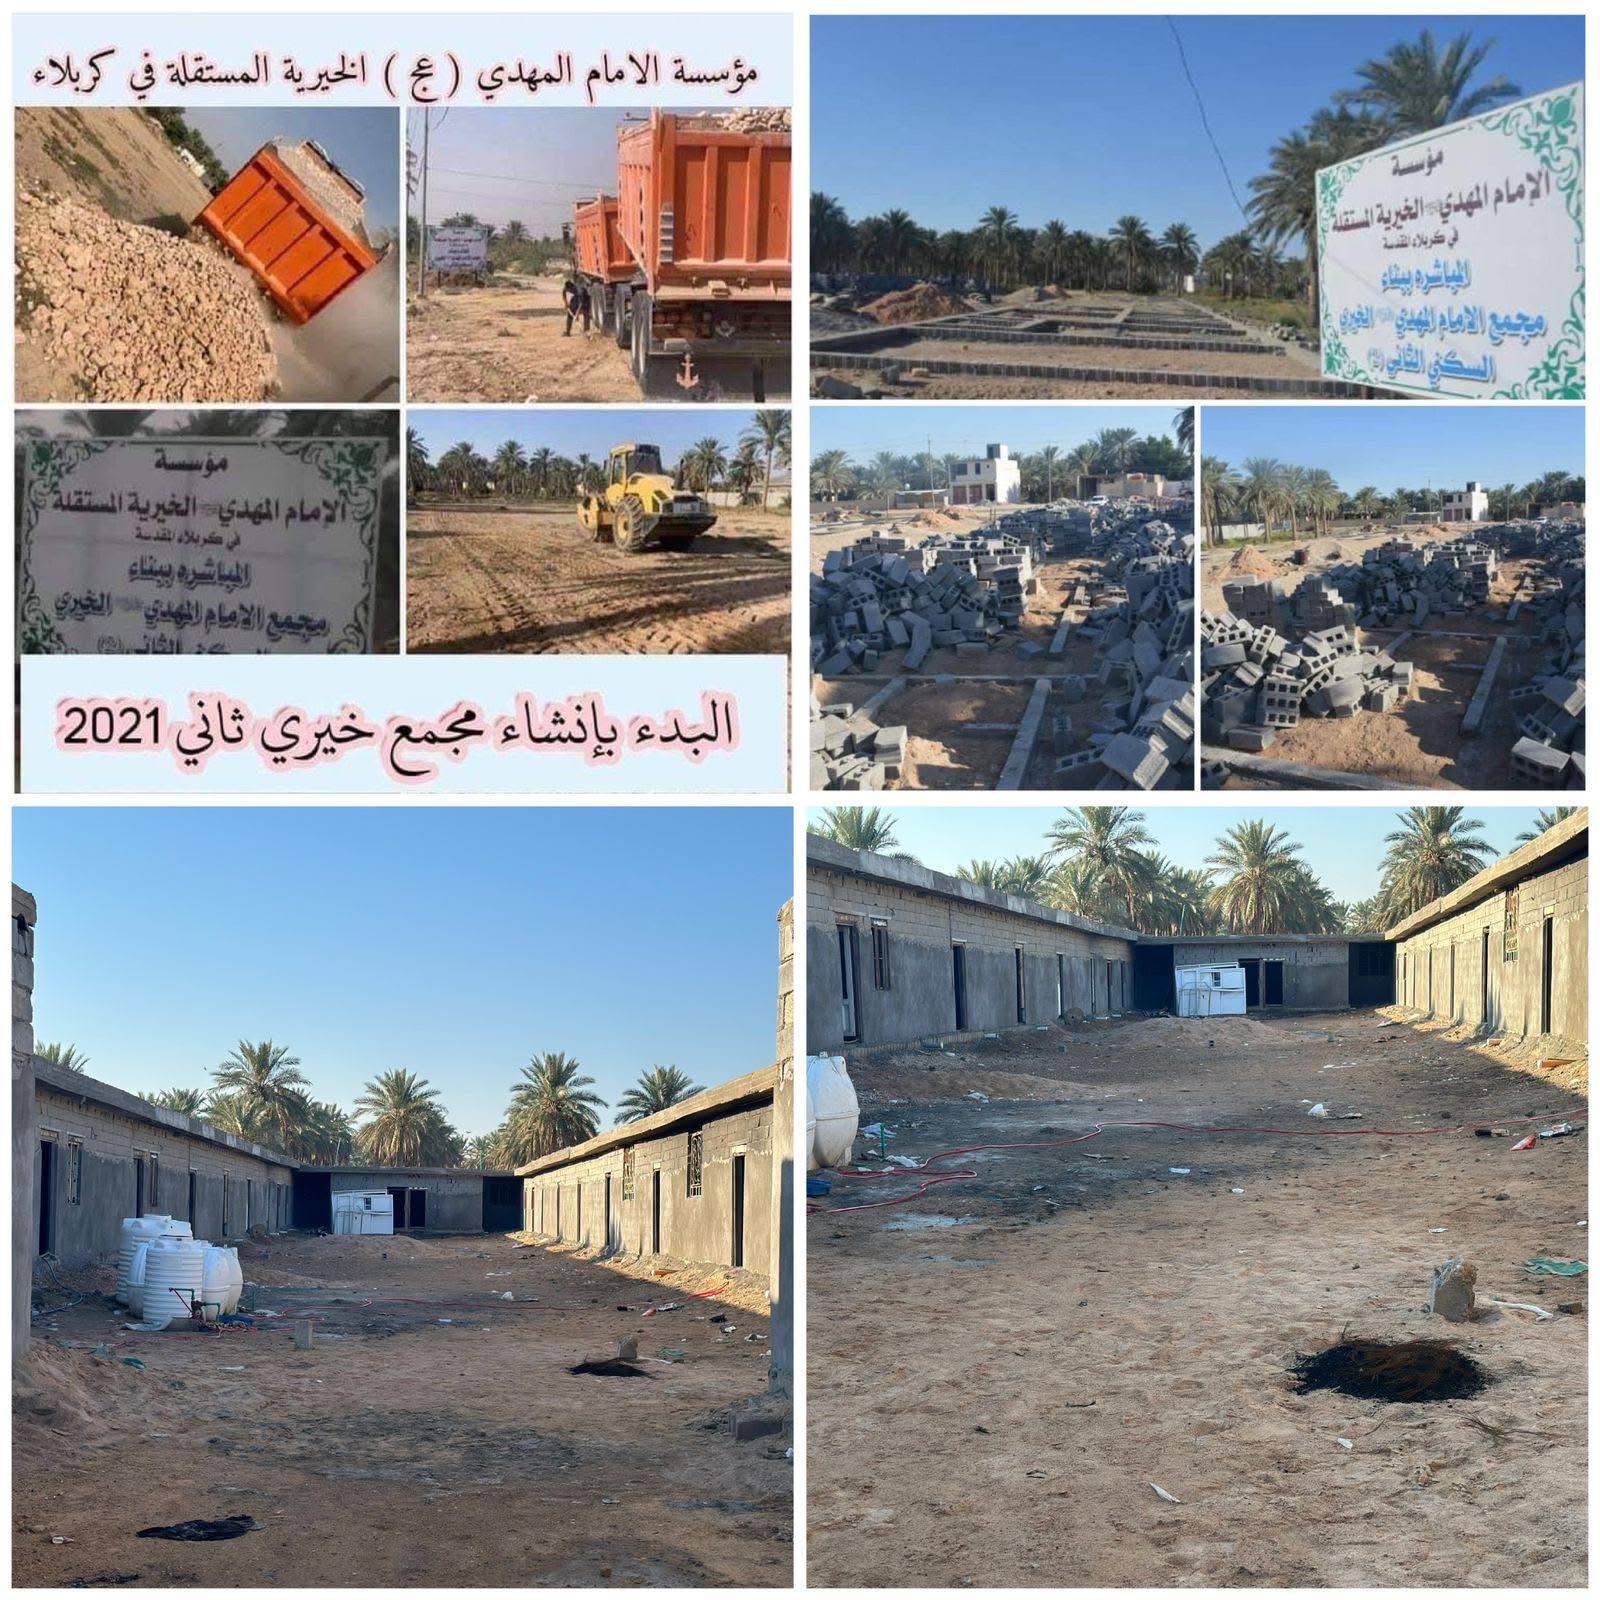 مؤسسة الامام المهدي ( عج ) الخيرية المستقلة في كربلاء
مؤسسة
الإمام المهدي الخيرية المستقلة
في كربلاء المقدسة
المباشره ببناء
مجمع الامام المهدي الخيري
السكني الثاني (ج)
مؤسسة
الإمام المهدي الخيرية المستقلة
في كربلاء المقدسة
المباشره ببناء
مجمع الامام المهدي الخيري
البدء بإنشاء مجمع خيري ثاني 2021